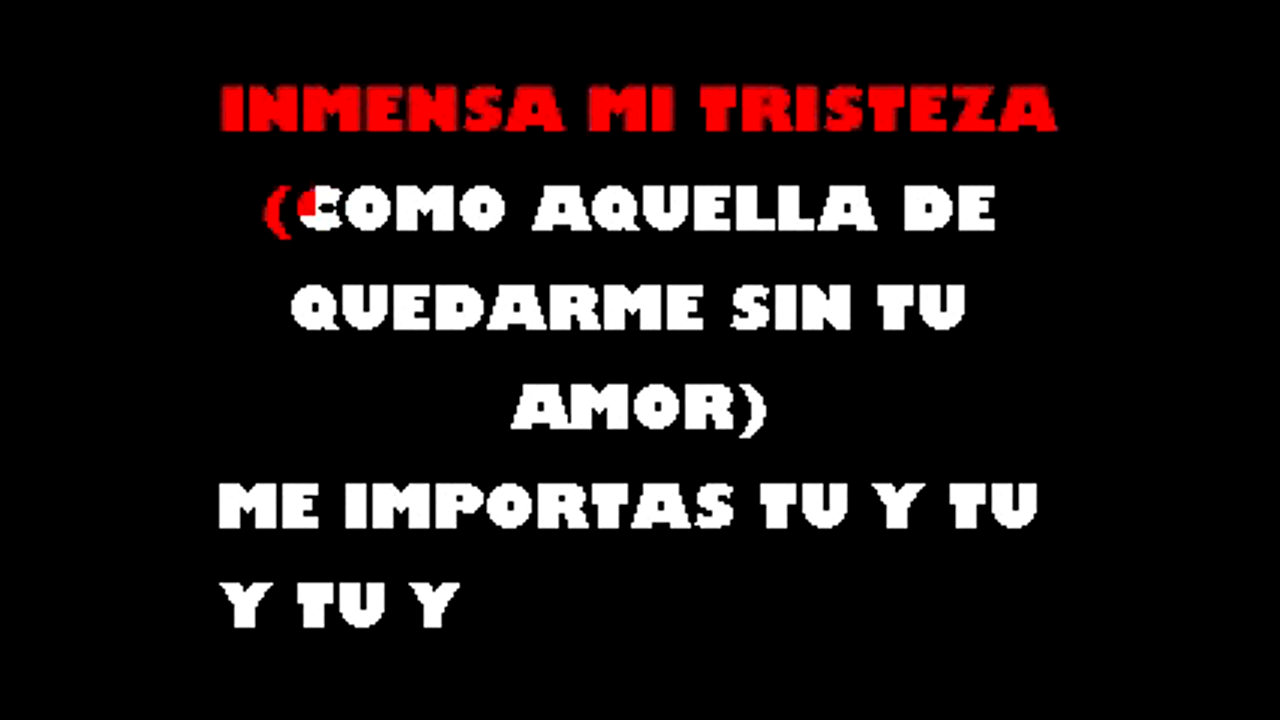 INMENSA MI TRISTEZA
(COMO AQUELLA DE
QUEDARME SIN TU
AMOR)
ME IMPORTAS TU Y TU
Y TU Y